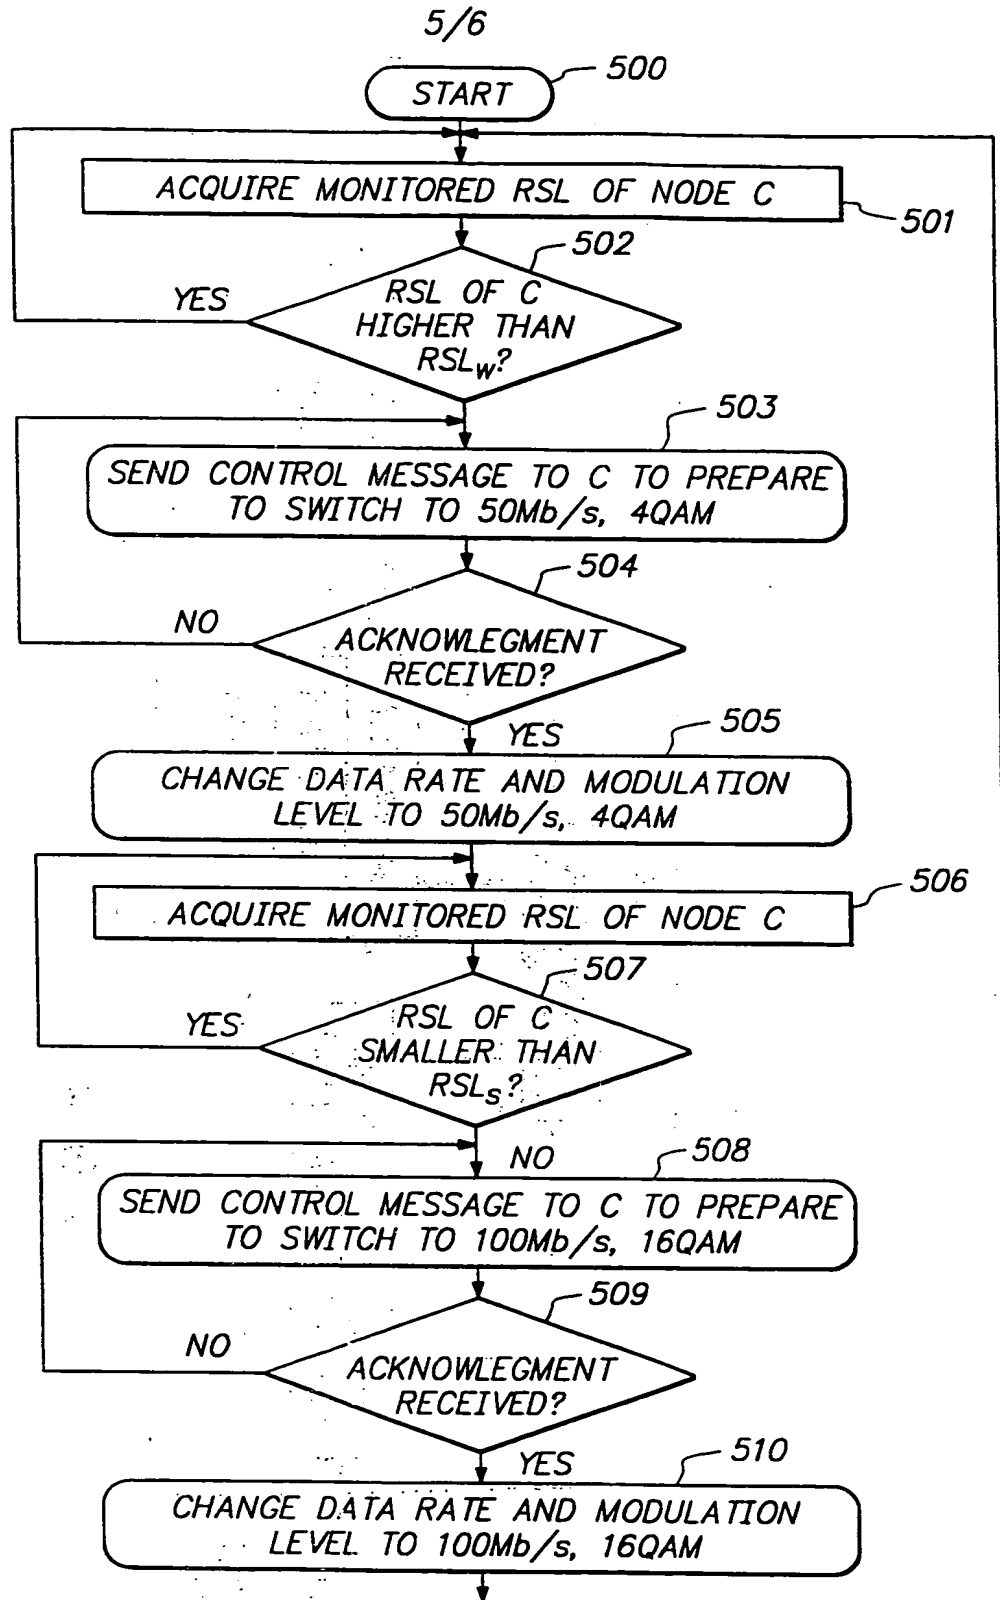 5/6
START
500
ACQUIRE MONITORED RSL OF NODE C
501
502
YES
RSL OF C
HIGHER THAN
RSLw?
503
SEND CONTROL MESSAGE TO C TO PREPARE
TO SWITCH TO 50Mb/s, 4QAM
504
NO
ACKNOWLEGMENT
RECEIVED?
YES
505
CHANGE DATA RATE AND MODULATION
LEVEL TO 50Mb/s, 4QAM
506
ACQUIRE MONITORED RSL OF NODE C
507
YES
RSL OF C
SMALLER THAN
RSLs?
NO
508
SEND CONTROL MESSAGE TO C TO PREPARE
TO SWITCH TO 100Mb/s, 16QAM
509
NO
ACKNOWLEGMENT
RECEIVED?
YES
510
CHANGE DATA RATE AND MODULATION
LEVEL TO 100Mb/s, 16QAM